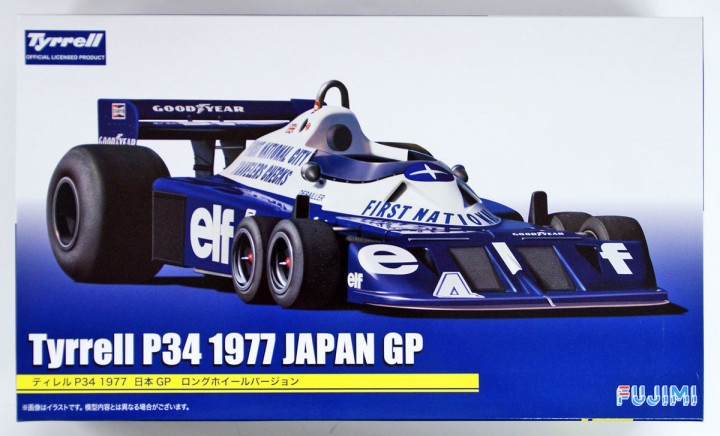 Tyrrell
OFFICIAL LICENSED PRODUCT
GOODYEAR
NATIONAL CITY
TRAVELERS CHECKS
FIRST NATION
GOODYEAR
elf
elf
e
f
Tyrrell P34 1977 JAPAN GP
ティレル P34 1977 日本 GP ロングホイールバージョン
※画像はイラストです。模型内容とは異なる場合がございます。
FUJIMI